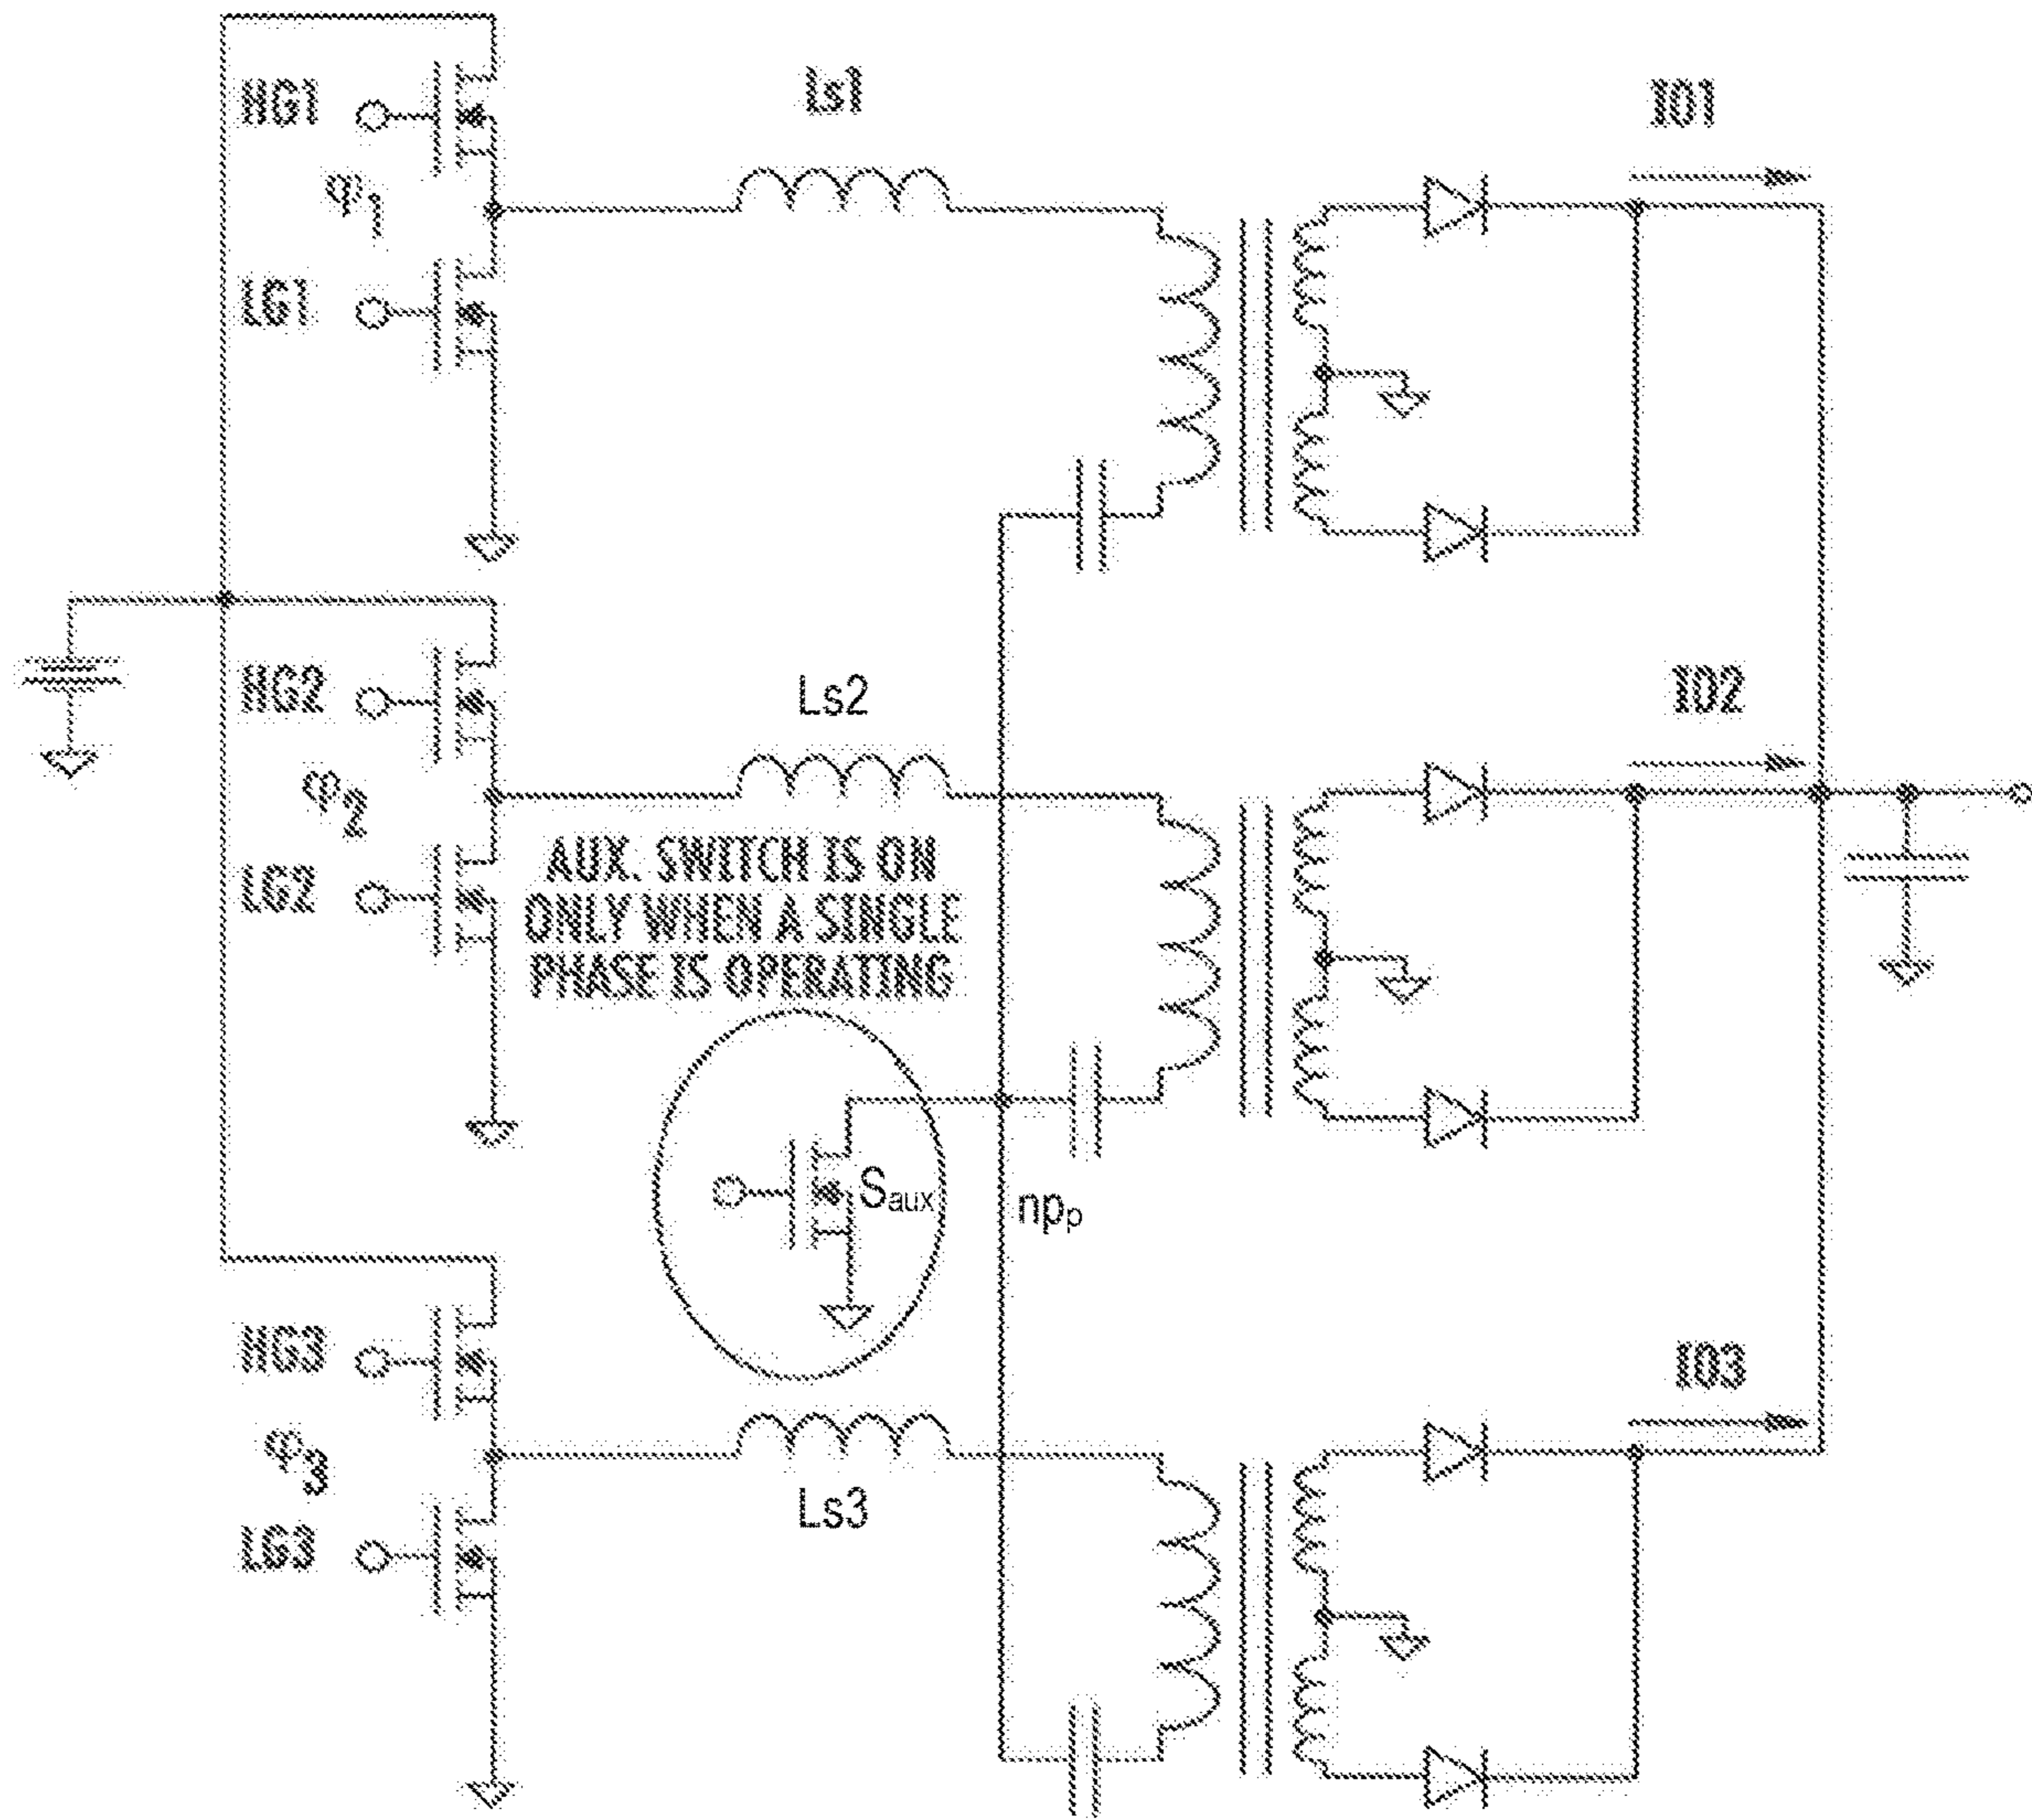 HG1
Ls1
IO1
φ1
LG1
HG2
Ls2
IO2
φ2
LG2
AUX. SWITCH IS ON
ONLY WHEN A SINGLE
PHASE IS OPERATING
Saux
npp
HG3
IO3
φ3
Ls3
LG3